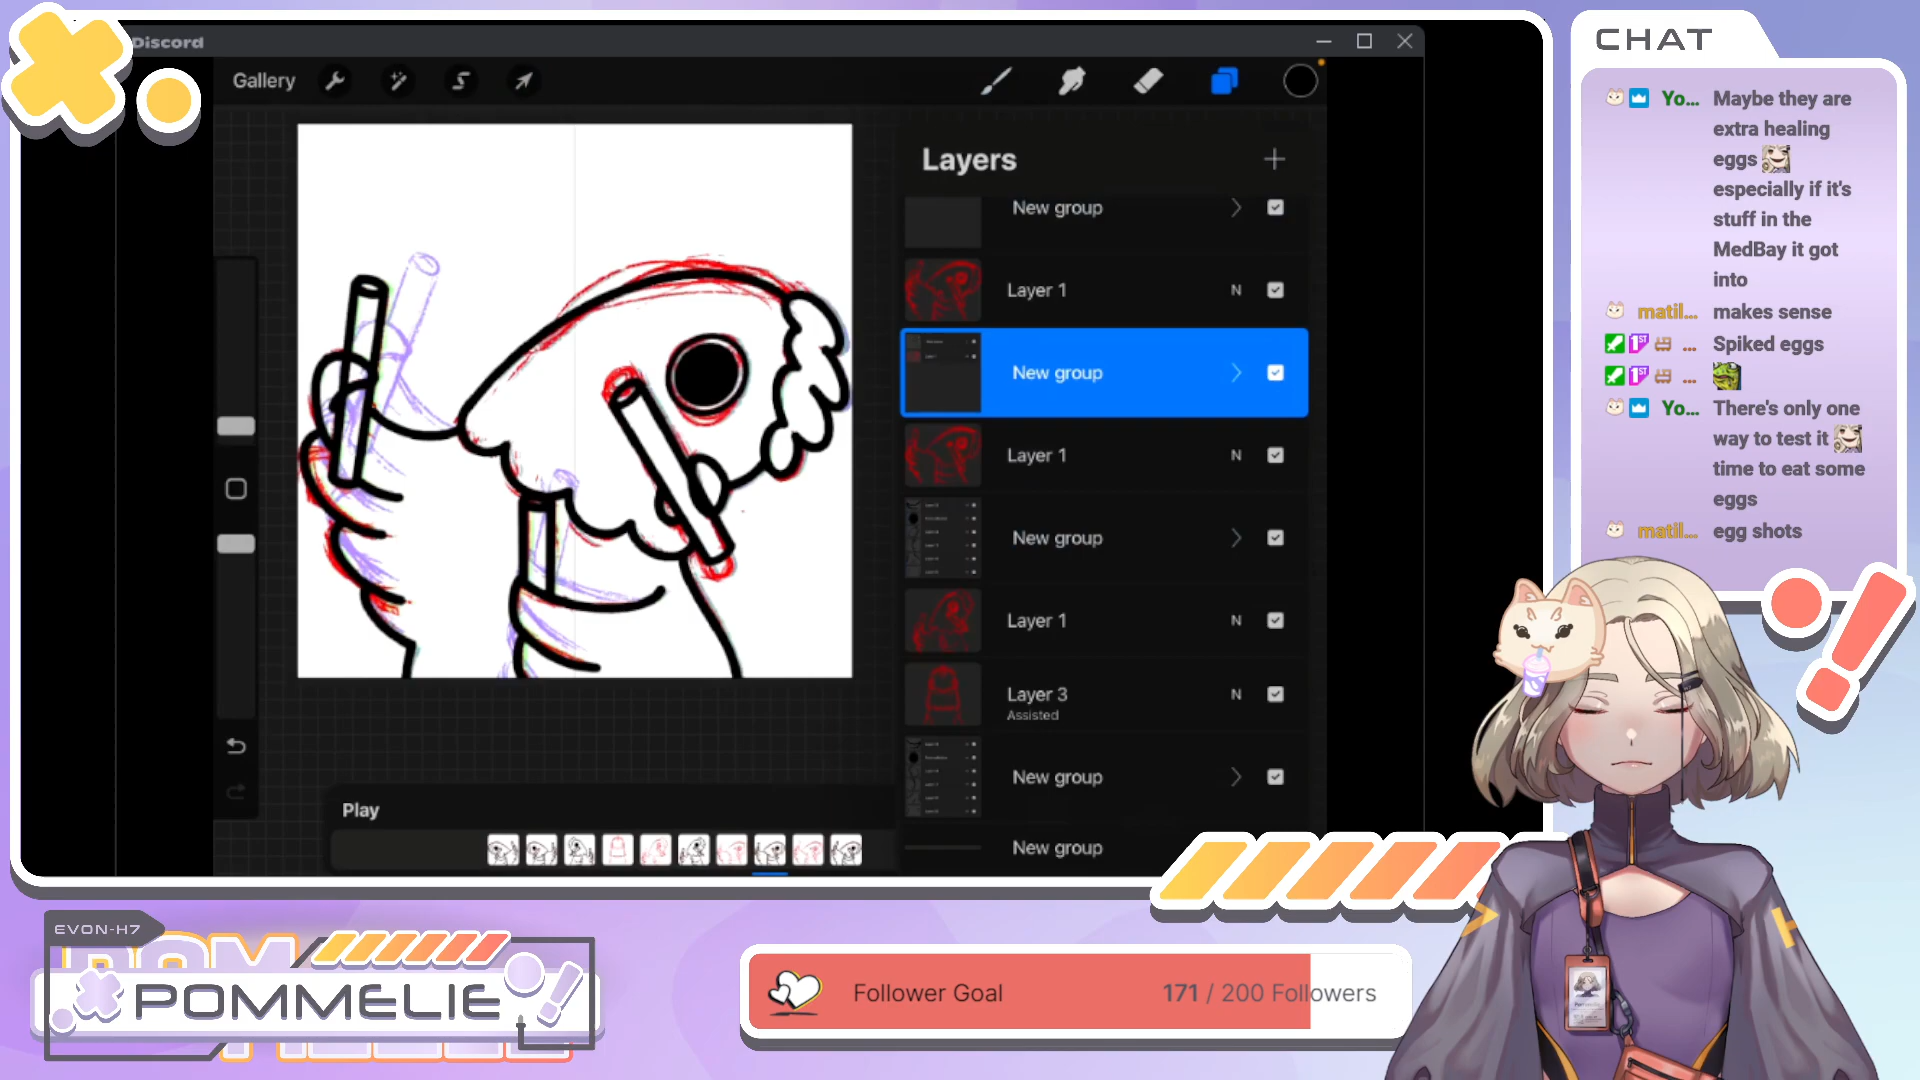 Discord
Gallery
Layers
New group
Layer 1 N
New group
Layer 1 N
New group
Layer 1 N
Layer 3 N
Assisted
New group
New group
Play
CHAT
Yo... Maybe they are
extra healing
eggs
especially if it's
stuff in the
MedBay it got
into
matil... makes sense
1ST ... Spiked eggs
1ST ...
Yo... There's only one
way to test it
time to eat some
eggs
matil... egg shots
EVON-H7
POMMELIE
Follower Goal 171 / 200 Followers